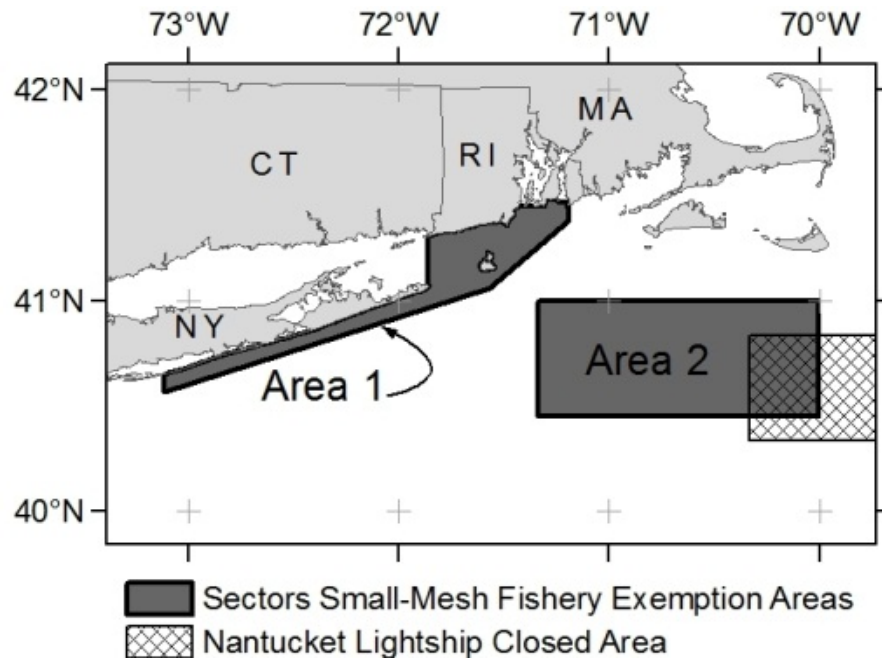 73°W 72°W 71°W 70°W
42°N
MA
RI
CT
41°N
NY
Area 2
Area 1
40°N
Sectors Small-Mesh Fishery Exemption Areas
Nantucket Lightship Closed Area